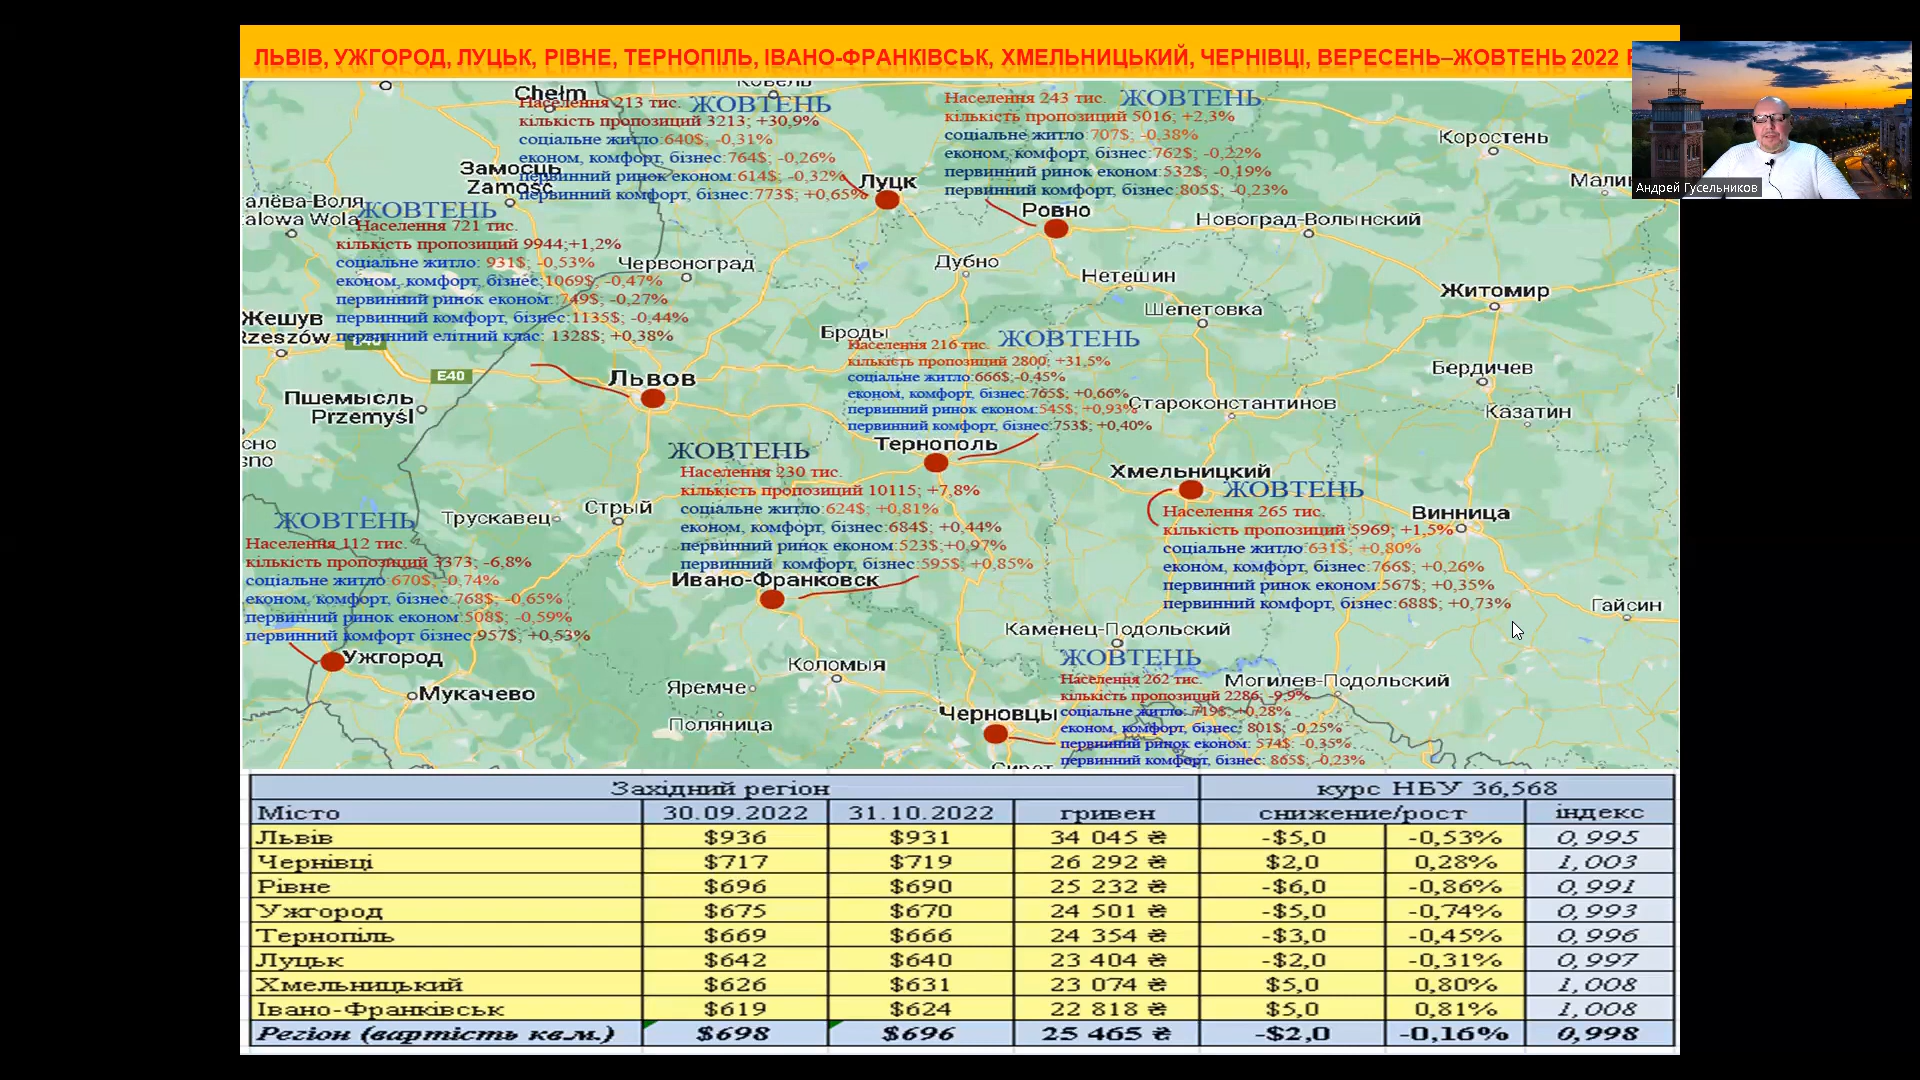 ЛЬВІВ, УЖГОРОД, ЛУЦЬК, РІВНЕ, ТЕРНОПІЛЬ, ІВАНО-ФРАНКІВСЬК, ХМЕЛЬНИЦЬКИЙ, ЧЕРНІВЦІ, ВЕРЕСЕНЬ–ЖОВТЕНЬ 2022
Андрей Гусельников
Chełm
Ковель
Замосць
Zamość
Коростень
Малин
ЖОВТЕНЬ
Населення 213 тис.
кількість пропозиций 3213; +30,9%
соціальне житло:640$; -0,31%
економ, комфорт, бізнес:764$; -0,26%
первинний ринок економ:614$; -0,32%
первинний комфорт, бізнес:773$; +0,65%
Луцк
ЖОВТЕНЬ
Населення 243 тис.
кількість пропозиций 5016; +2,3%
соціальне житло:707$; -0,38%
економ, комфорт, бізнес:762$; -0,22%
первинний ринок економ:532$; -0,19%
первинний комфорт, бізнес:805$; -0,23%
Ровно
Новоград-Волынский
ЖОВТЕНЬ
Населення 721 тис.
кількість пропозиций 9944;+1,2%
соціальне житло: 931$; -0,53%
економ, комфорт, бізнес:1069$; -0,47%
первинний ринок економ: 749$; -0,27%
первинний комфорт, бізнес:1135$; -0,44%
первинний елітний клас: 1328$; +0,38%
Львов
Червоноград
Дубно
Нетешин
Шепетовка
Житомир
Жешув
Rzeszów
E40
Пшемысль
Przemyśl
Броды
Бердичев
Казатин
Староконстантинов
ЖОВТЕНЬ
Населення 216 тис.
кількість пропозиций 2800; +31,5%
соціальне житло:666$;-0,45%
економ, комфорт, бізнес:765$; +0,66%
первинний ринок економ:545$; +0,93%
первинний комфорт, бізнес:753$; +0,40%
Тернополь
ЖОВТЕНЬ
Населення 230 тис.
кількість пропозиций 10115; +7,8%
соціальне житло:624$; +0,81%
економ, комфорт, бізнес:684$; +0,44%
первинний ринок економ:523$;+0,97%
первинний комфорт, бізнес:595$; +0,85%
Ивано-Франковск
Хмельницкий
ЖОВТЕНЬ
Населення 265 тис.
кількість пропозиций 5969; +1,5%
соціальне житло:631$; +0,80%
економ, комфорт, бізнес:766$; +0,26%
первинний ринок економ:567$; +0,35%
первинний комфорт, бізнес:688$; +0,73%
Винница
Гайсин
Трускавец
Стрый
ЖОВТЕНЬ
Населення 112 тис.
кількість пропозиций 3373; -6,8%
соціальне житло:670$; -0,74%
економ, комфорт, бізнес:768$; -0,65%
первинний ринок економ:508$; -0,59%
первинний комфорт бізнес:957$; +0,53%
Ужгород
Мукачево
Яремче
Поляница
Коломыя
Каменец-Подольский
Могилев-Подольский
Черновцы
Сирет
ЖОВТЕНЬ
Населення 262 тис.
кількість пропозиций 2286; -9,9%
соціальне житло: 719$; +0,28%
економ, комфорт, бізнес: 801$; -0,25%
первинний ринок економ: 574$; -0,35%
первинний комфорт, бізнес: 865$; -0,23%
Західний регіон курс НБУ 36,568
Місто 30.09.2022 31.10.2022 гривен снижение/рост індекс
Львів $936 $931 34 045 ₴ -$5,0 -0,53% 0,995
Чернівці $717 $719 26 292 ₴ $2,0 0,28% 1,003
Рівне $696 $690 25 232 ₴ -$6,0 -0,86% 0,991
Ужгород $675 $670 24 501 ₴ -$5,0 -0,74% 0,993
Тернопіль $669 $666 24 354 ₴ -$3,0 -0,45% 0,996
Луцьк $642 $640 23 404 ₴ -$2,0 -0,31% 0,997
Хмельницький $626 $631 23 074 ₴ $5,0 0,80% 1,008
Івано-Франківськ $619 $624 22 818 ₴ $5,0 0,81% 1,008
Регіон (вартість кв.м.) $698 $696 25 465 ₴ -$2,0 -0,16% 0,998